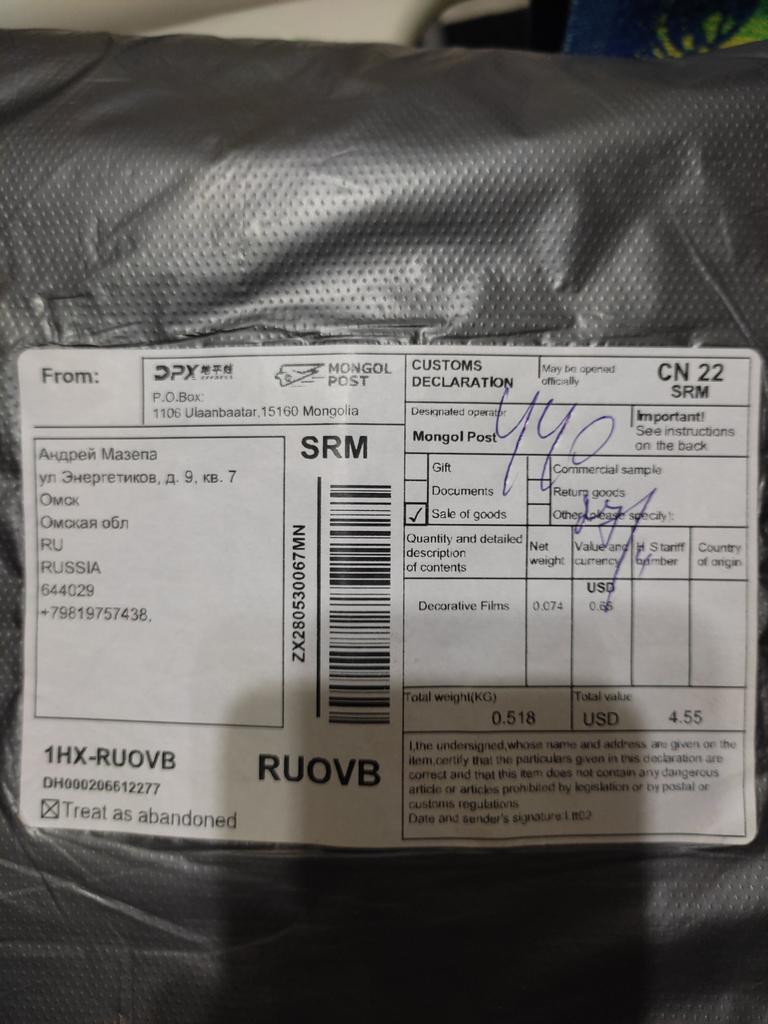 From:
DPX 地平线
EXPRESS
MONGOL
POST
P.O.Box:
1106 Ulaanbaatar,15160 Mongolia
Андрей Мазепа
ул Энергетиков, д. 9, кв. 7
Омск
Омская обл
RU
RUSSIA
644029
+79819757438,
SRM
ZX280530067MN
1HX-RUOVB
DH000206612277
RUOVB
Treat as abandoned
CUSTOMS
DECLARATION
May be opened
officially
CN 22
SRM
Designated operator
Mongol Post
Important!
See instructions
on the back
440
Gift
Commercial sample
Documents
Return goods
Sale of goods
Other(please specify):
Quantity and detailed
description
of contents
Net
weight
Value and
currency
H S tariff
number
Country
of origin
USD
Decorative Films 0.074 0.65
Total weight(KG)
0.518
Total value
USD 4.55
I,the undersigned,whose name and address are given on the
item,certify that the particulars given in this declaration are
correct and that this item does not contain any dangerous
article or articles prohibited by legislation or by postal or
customs regulations
Date and sender's signature:Ltt02